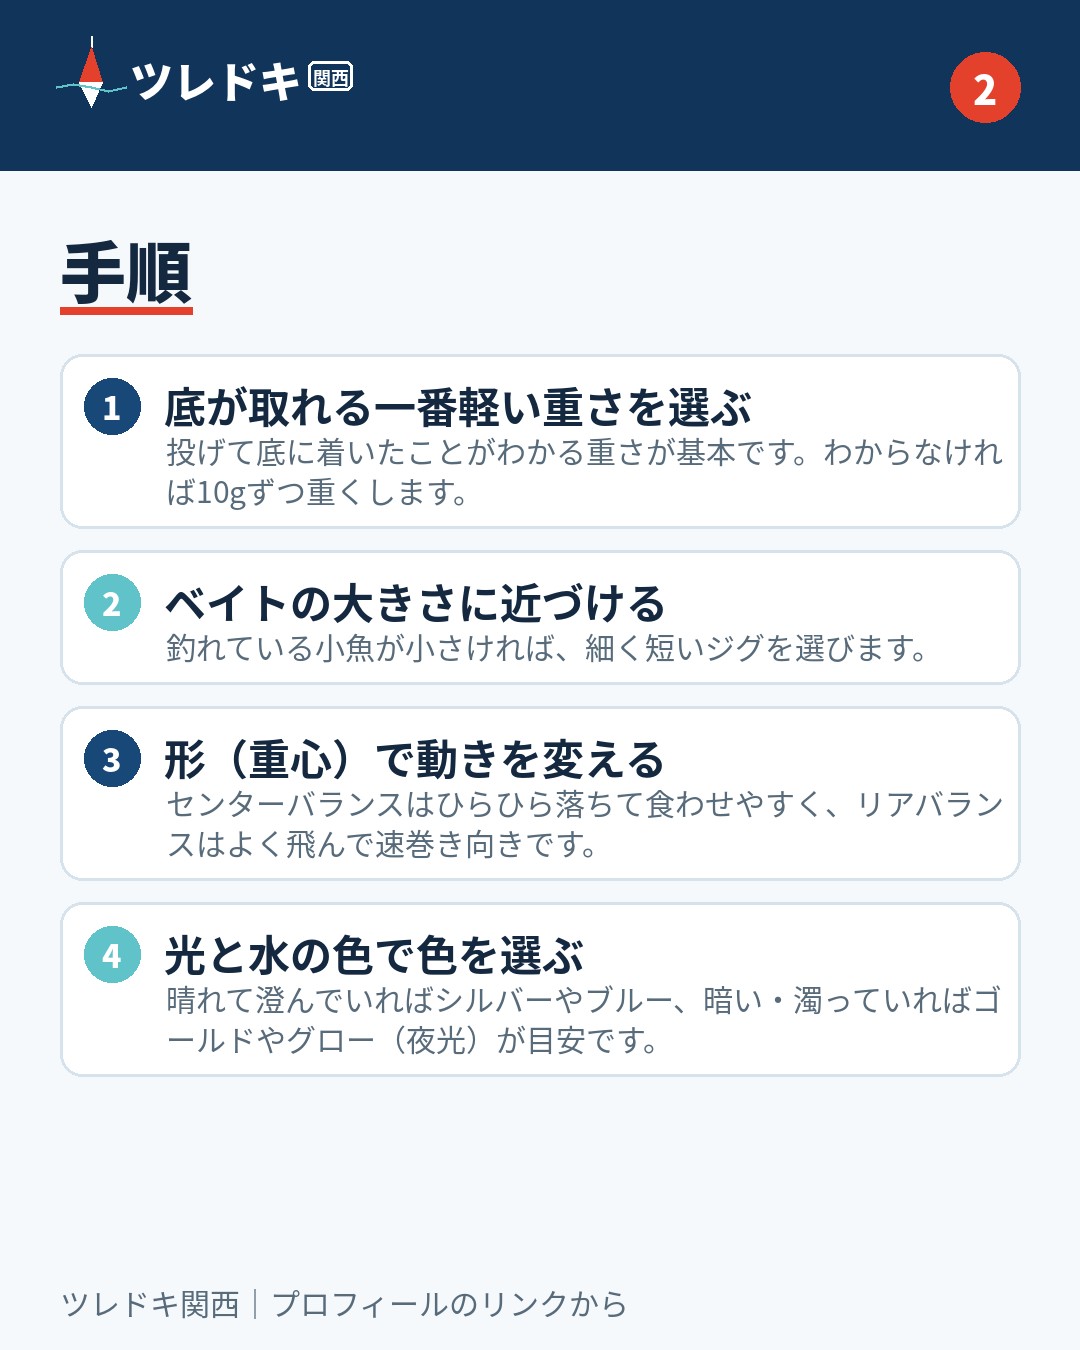 ツレドキ 関西
2
手順
1 底が取れる一番軽い重さを選ぶ
投げて底に着いたことがわかる重さが基本です。わからなけれ
ば10gずつ重くします。
2 ベイトの大きさに近づける
釣れている小魚が小さければ、細く短いジグを選びます。
3 形（重心）で動きを変える
センターバランスはひらひら落ちて食わせやすく、リアバラン
スはよく飛んで速巻き向きです。
4 光と水の色で色を選ぶ
晴れて澄んでいればシルバーやブルー、暗い・濁っていればゴ
ールドやグロー（夜光）が目安です。
ツレドキ関西｜プロフィールのリンクから